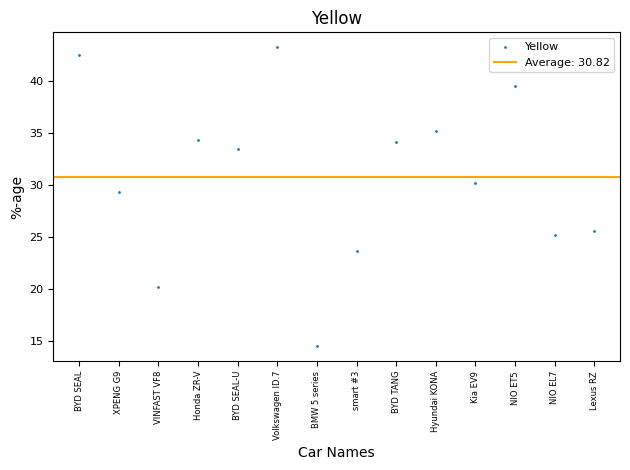 Yellow
Yellow
Average: 30.82
%-age
40
35
30
25
20
15
BYD SEAL
XPENG G9
VINFAST VF8
Honda ZR-V
BYD SEAL-U
Volkswagen ID.7
BMW 5 series
smart #3
BYD TANG
Hyundai KONA
Kia EV9
NIO ET5
NIO EL7
Lexus RZ
Car Names